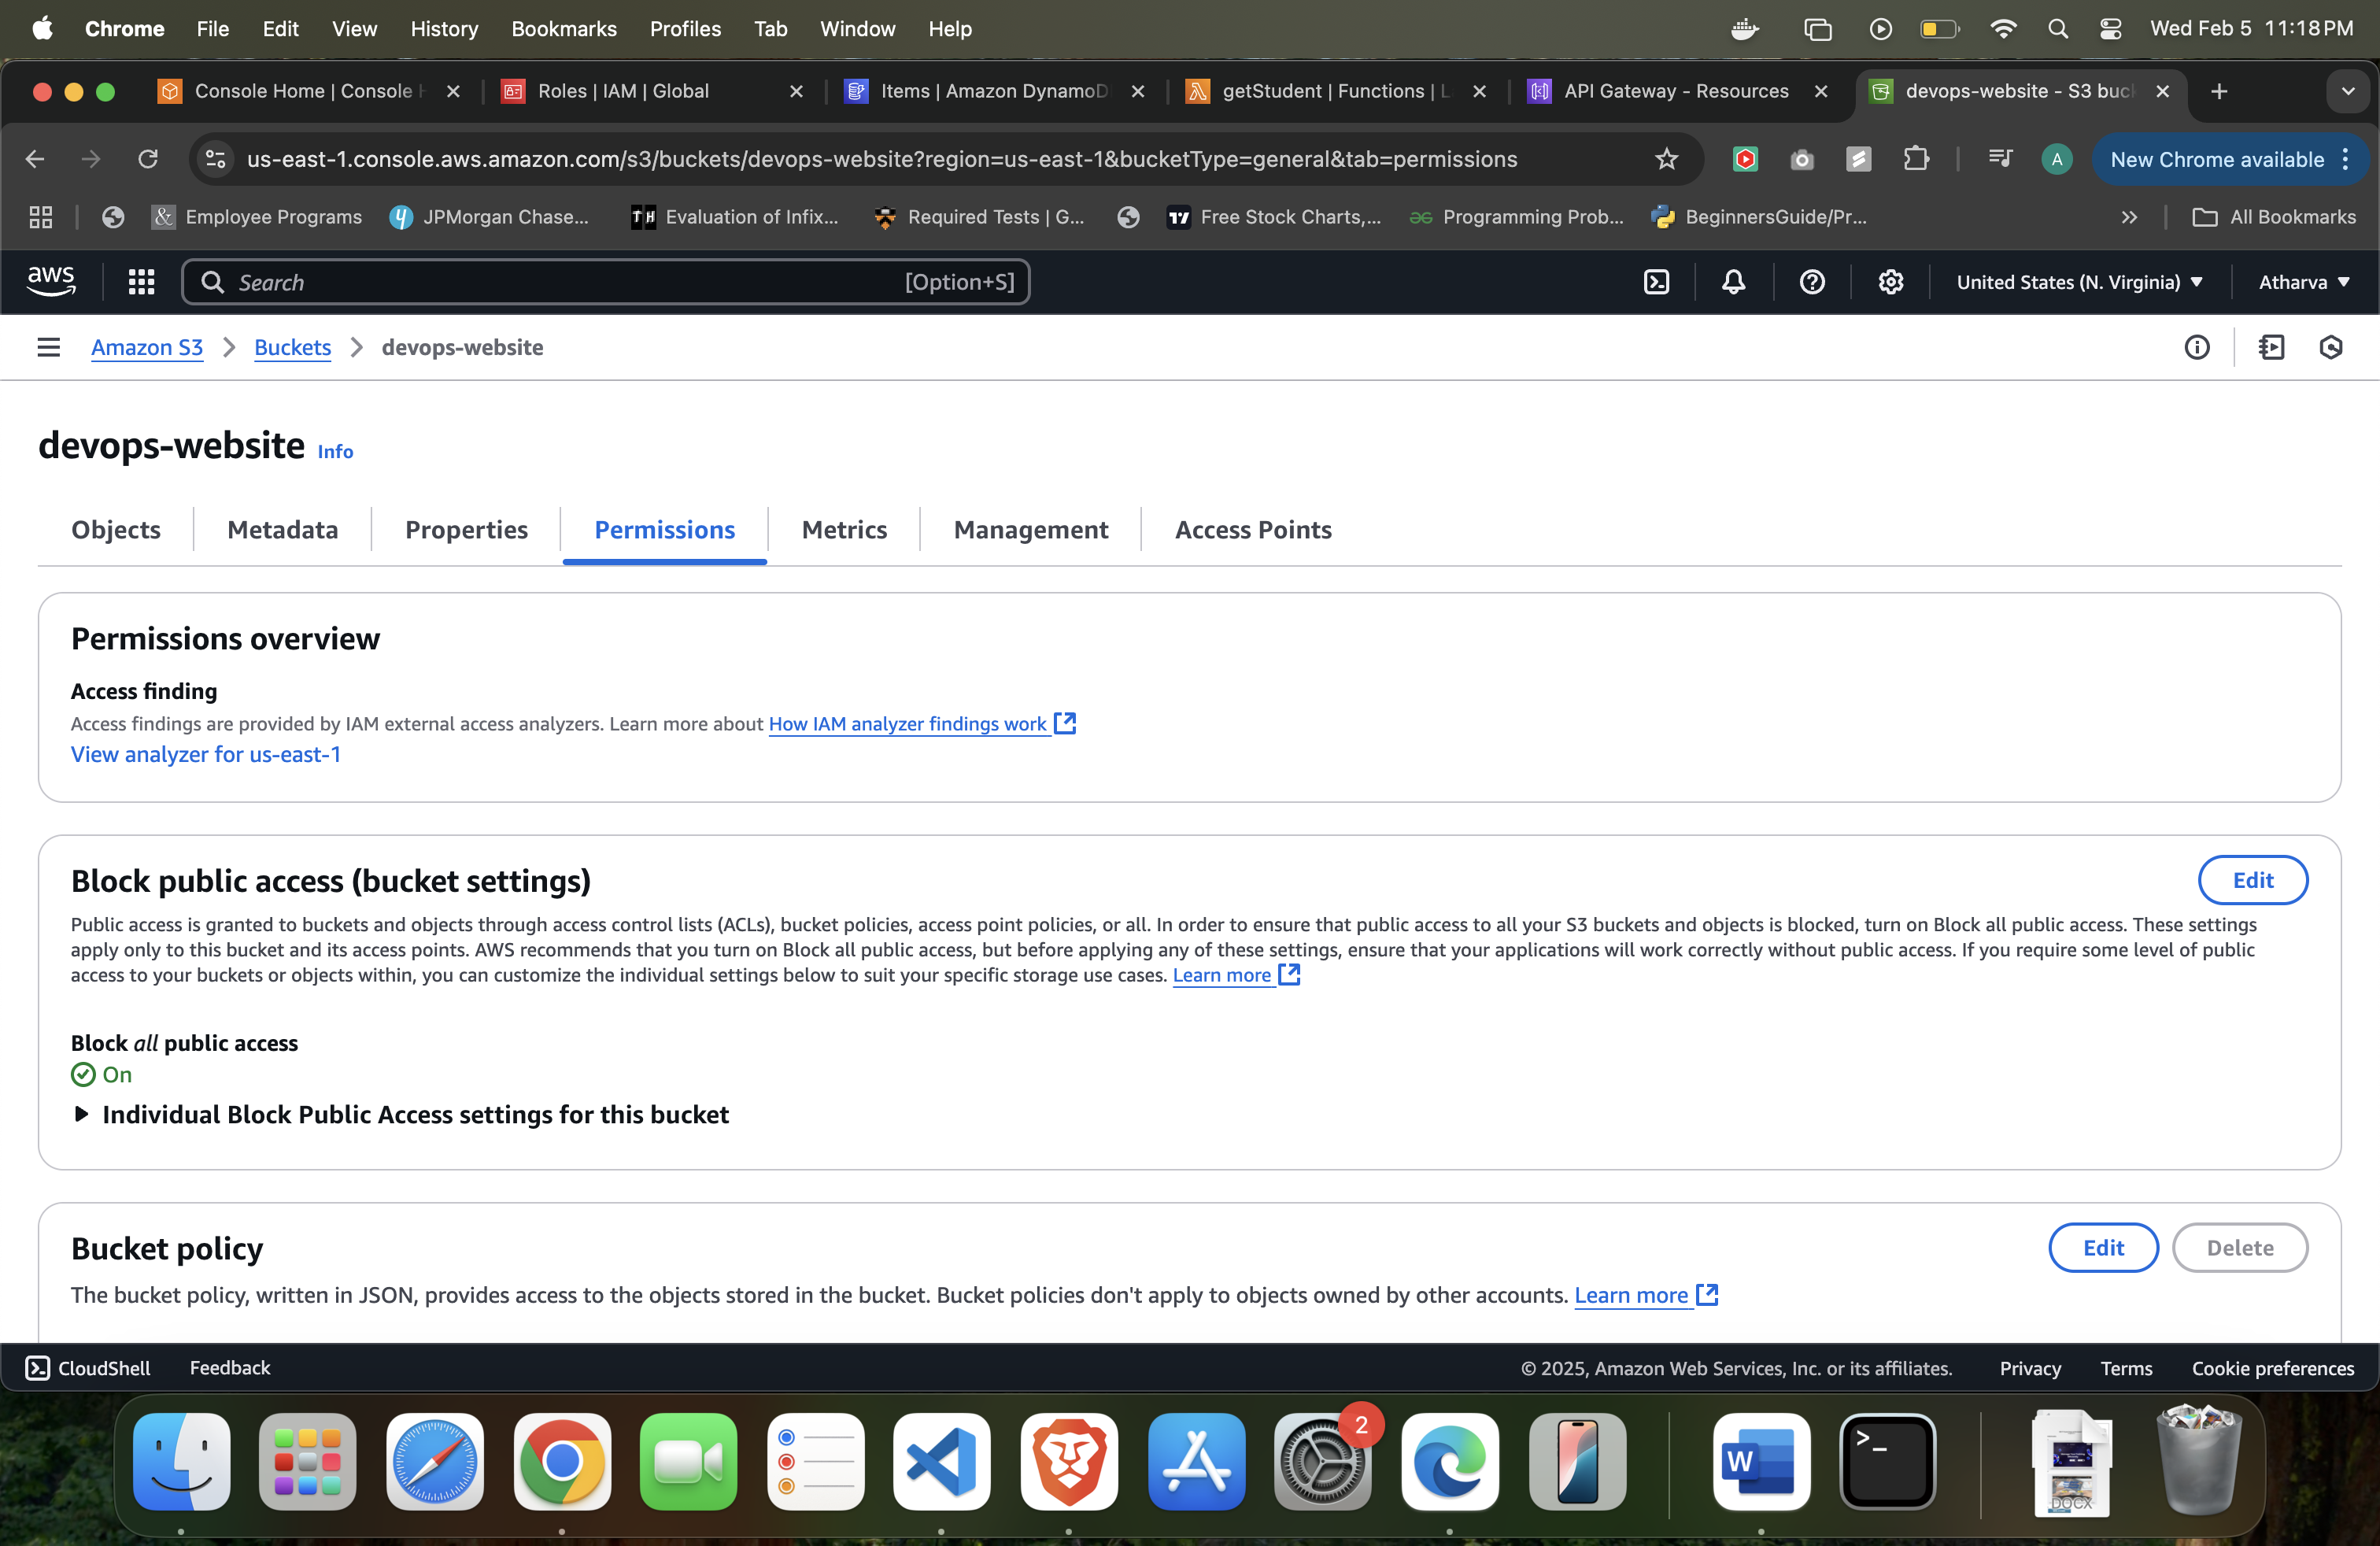 Chrome File Edit View History Bookmarks Profiles Tab Window Help Wed Feb 5 11:18 PM
Console Home | Console Roles | IAM | Global Items | Amazon DynamoD getStudent | Functions | L API Gateway - Resources devops-website - S3 buc
us-east-1.console.aws.amazon.com/s3/buckets/devops-website?region=us-east-1&bucketType=general&tab=permissions A New Chrome available
Employee Programs JPMorgan Chase... Evaluation of Infix... Required Tests | G... Free Stock Charts,... Programming Prob... BeginnersGuide/Pr... All Bookmarks
aws Search [Option+S] United States (N. Virginia) Atharva
Amazon S3 Buckets devops-website
devops-website Info
Objects Metadata Properties Permissions Metrics Management Access Points
Permissions overview
Access finding
Access findings are provided by IAM external access analyzers. Learn more about How IAM analyzer findings work
View analyzer for us-east-1
Block public access (bucket settings) Edit
Public access is granted to buckets and objects through access control lists (ACLs), bucket policies, access point policies, or all. In order to ensure that public access to all your S3 buckets and objects is blocked, turn on Block all public access. These settings
apply only to this bucket and its access points. AWS recommends that you turn on Block all public access, but before applying any of these settings, ensure that your applications will work correctly without public access. If you require some level of public
access to your buckets or objects within, you can customize the individual settings below to suit your specific storage use cases. Learn more
Block all public access
On
Individual Block Public Access settings for this bucket
Bucket policy Edit Delete
The bucket policy, written in JSON, provides access to the objects stored in the bucket. Bucket policies don't apply to objects owned by other accounts. Learn more
CloudShell Feedback © 2025, Amazon Web Services, Inc. or its affiliates. Privacy Terms Cookie preferences
2
W
DOCX